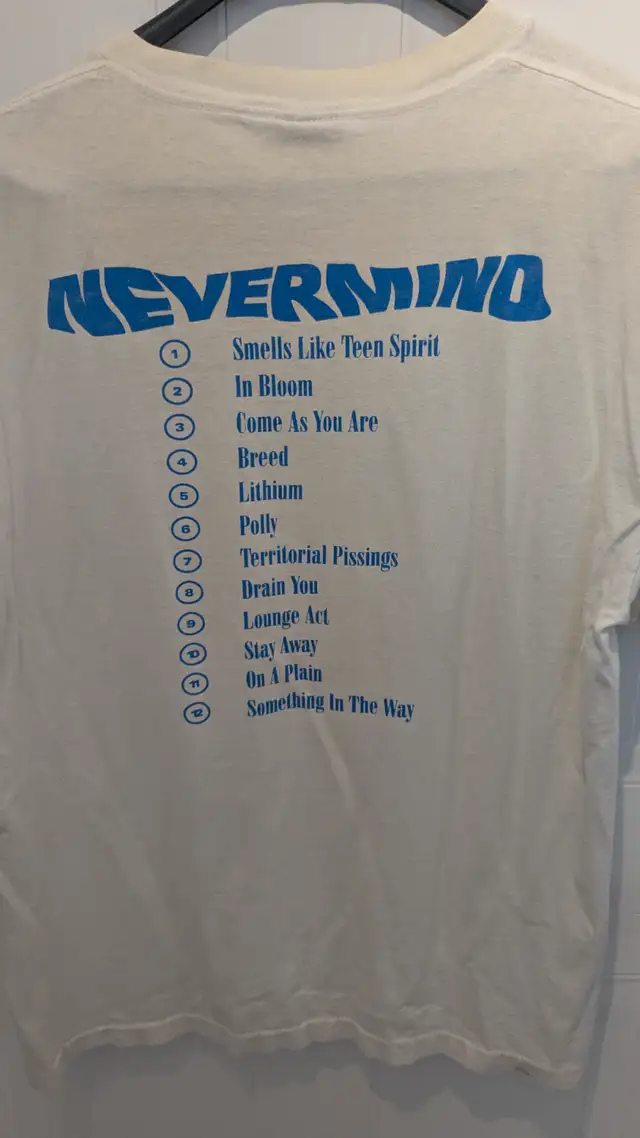 NEVERMIND
1 Smells Like Teen Spirit
2 In Bloom
3 Come As You Are
4 Breed
5 Lithium
6 Polly
7 Territorial Pissings
8 Drain You
9 Lounge Act
10 Stay Away
11 On A Plain
12 Something In The Way